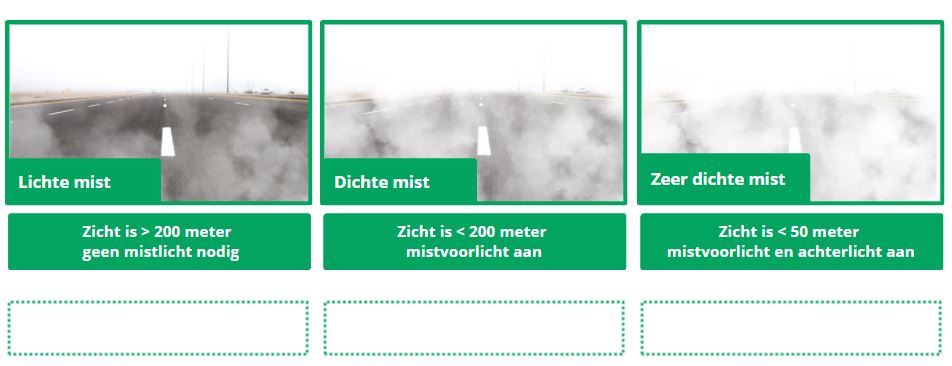 Lichte mist
Dichte mist
Zeer dichte mist
Zicht is > 200 meter
geen mistlicht nodig
Zicht is < 200 meter
mistvoorlicht aan
Zicht is < 50 meter
mistvoorlicht en achterlicht aan